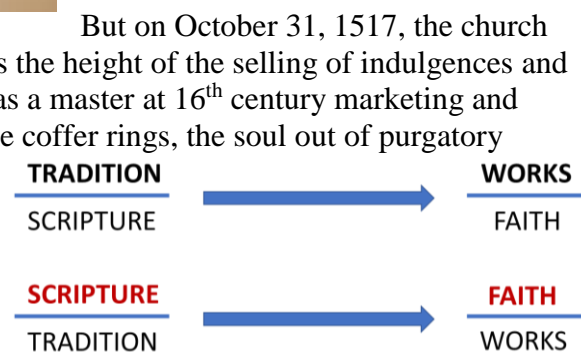 But on October 31, 1517, the church
s the height of the selling of indulgences and
as a master at 16th century marketing and
e coffer rings, the soul out of purgatory
TRADITION WORKS
SCRIPTURE FAITH
SCRIPTURE FAITH
TRADITION WORKS